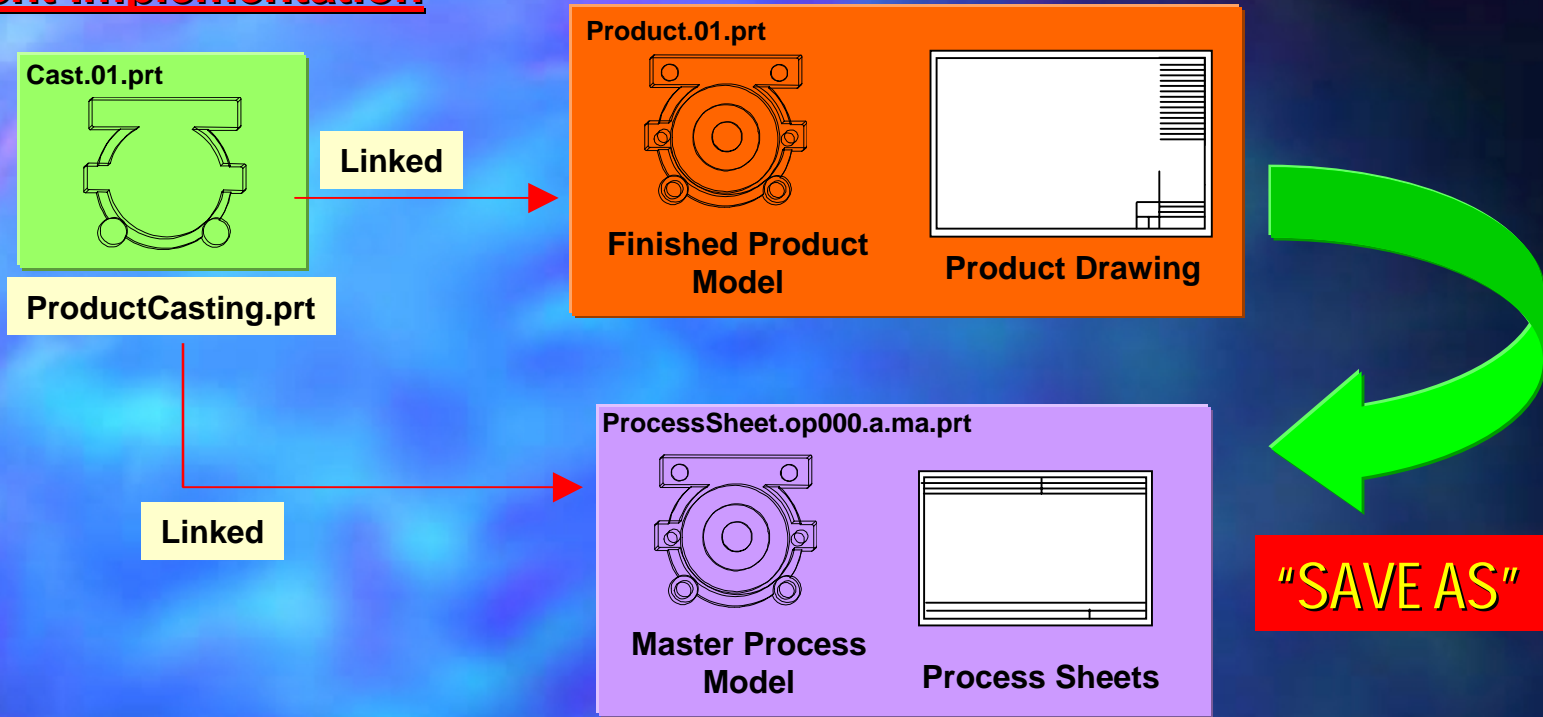 Implementation
Cast.01.prt
Linked
ProductCasting.prt
Product.01.prt
Finished Product
Model
Product Drawing
Linked
ProcessSheet.op000.a.ma.prt
Master Process
Model
Process Sheets
"SAVE AS"